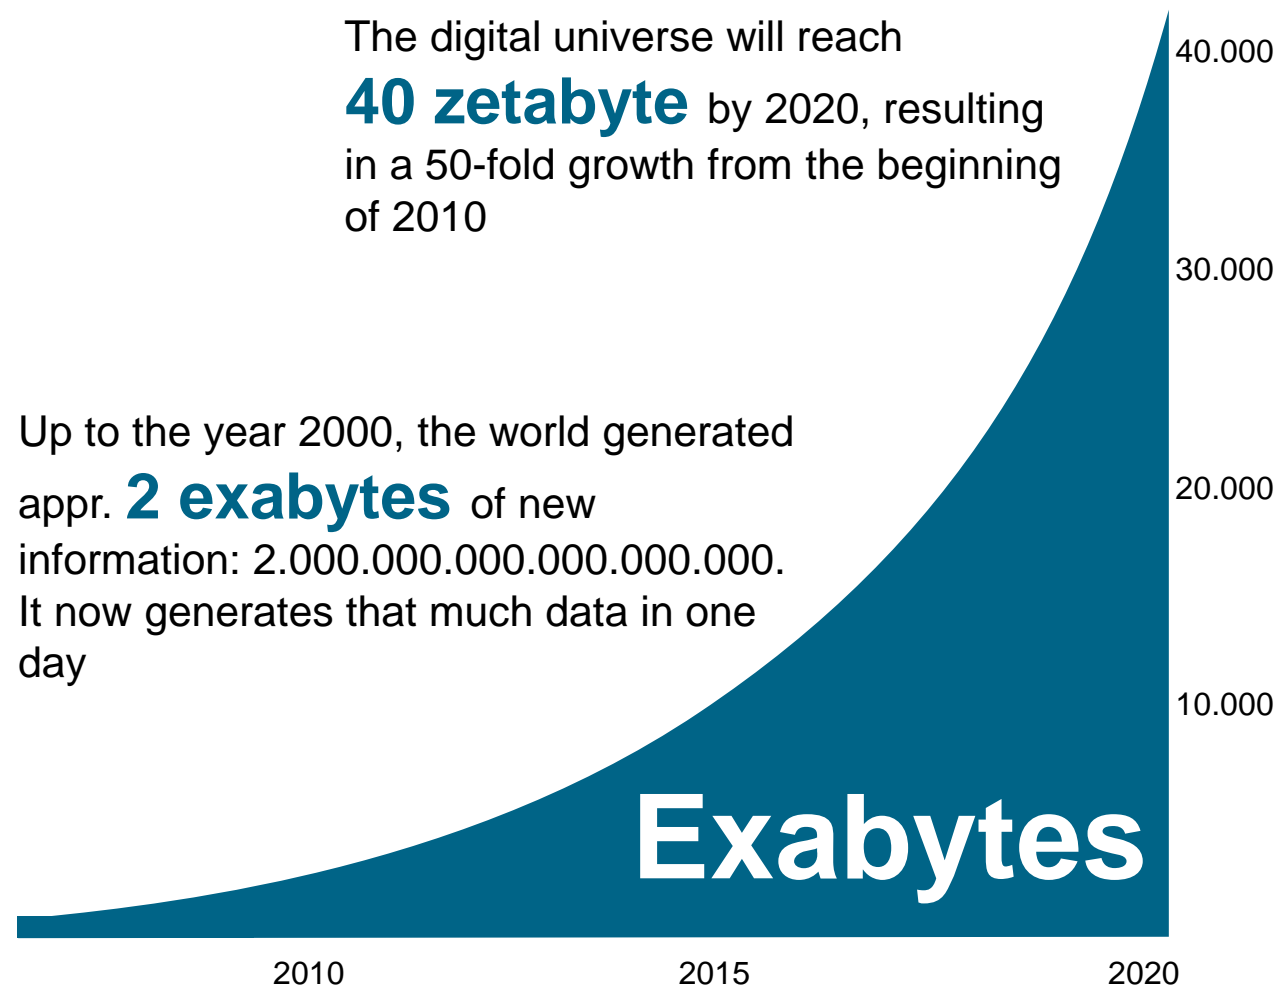 The digital universe will reach
40 zetabyte by 2020, resulting
in a 50-fold growth from the beginning
of 2010
40.000
30.000
Up to the year 2000, the world generated
appr. 2 exabytes of new
information: 2.000.000.000.000.000.000.
It now generates that much data in one
day
20.000
10.000
Exabytes
2010
2015
2020